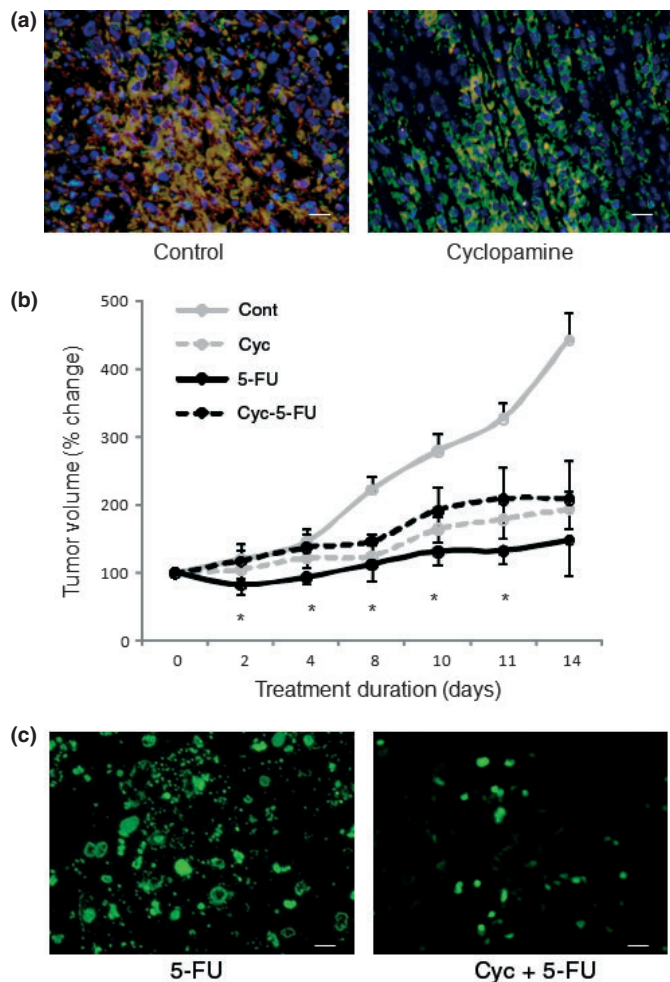 (a)
Control Cyclopamine
(b)
Tumor volume (% change)
500
400
300
200
100
0
Cont
Cyc
5-FU
Cyc-5-FU
* * * * *
0 2 4 8 10 11 14
Treatment duration (days)
(c)
5-FU Cyc + 5-FU